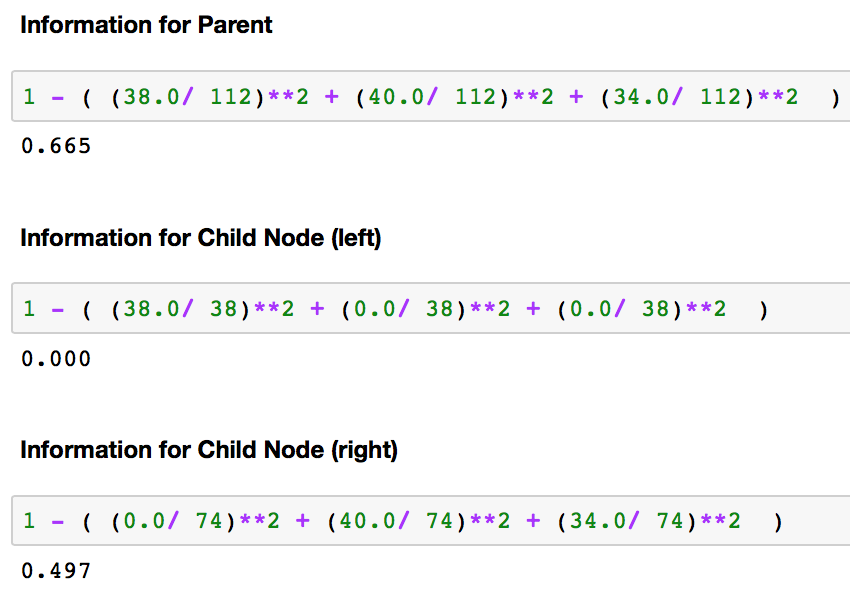 Information for Parent
1 - ( (38.0/ 112)**2 + (40.0/ 112)**2 + (34.0/ 112)**2  )
0.665
Information for Child Node (left)
1 - ( (38.0/ 38)**2 + (0.0/ 38)**2 + (0.0/ 38)**2  )
0.000
Information for Child Node (right)
1 - ( (0.0/ 74)**2 + (40.0/ 74)**2 + (34.0/ 74)**2  )
0.497